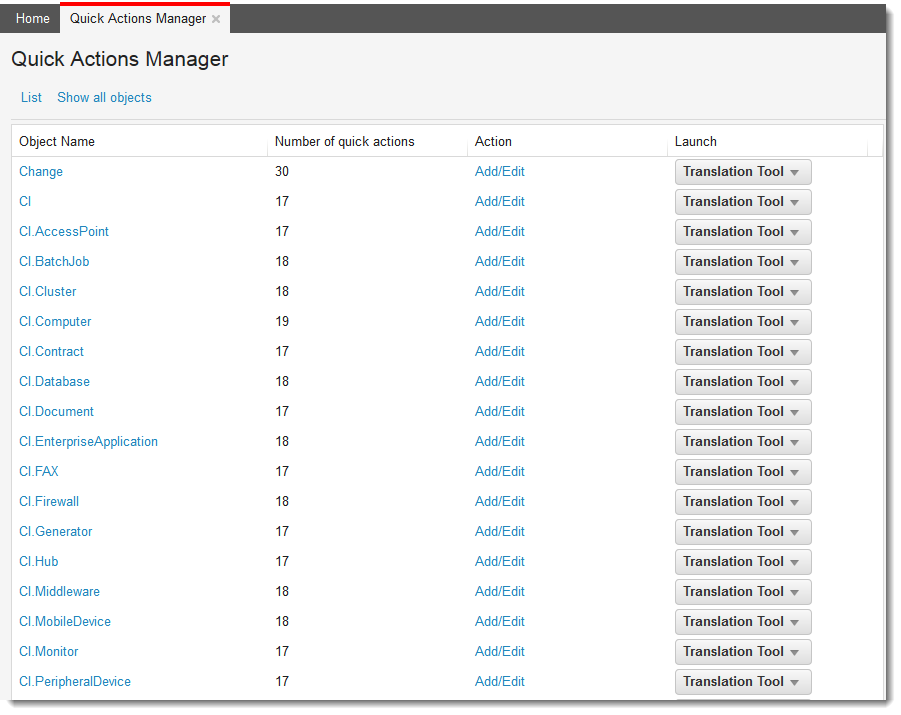 Home Quick Actions Manager ×
Quick Actions Manager
List Show all objects
Object Name Number of quick actions Action Launch
Change 30 Add/Edit Translation Tool
CI 17 Add/Edit Translation Tool
CI.AccessPoint 17 Add/Edit Translation Tool
CI.BatchJob 18 Add/Edit Translation Tool
CI.Cluster 18 Add/Edit Translation Tool
CI.Computer 19 Add/Edit Translation Tool
CI.Contract 17 Add/Edit Translation Tool
CI.Database 18 Add/Edit Translation Tool
CI.Document 17 Add/Edit Translation Tool
CI.EnterpriseApplication 18 Add/Edit Translation Tool
CI.FAX 17 Add/Edit Translation Tool
CI.Firewall 18 Add/Edit Translation Tool
CI.Generator 17 Add/Edit Translation Tool
CI.Hub 17 Add/Edit Translation Tool
CI.Middleware 18 Add/Edit Translation Tool
CI.MobileDevice 18 Add/Edit Translation Tool
CI.Monitor 17 Add/Edit Translation Tool
CI.PeripheralDevice 17 Add/Edit Translation Tool